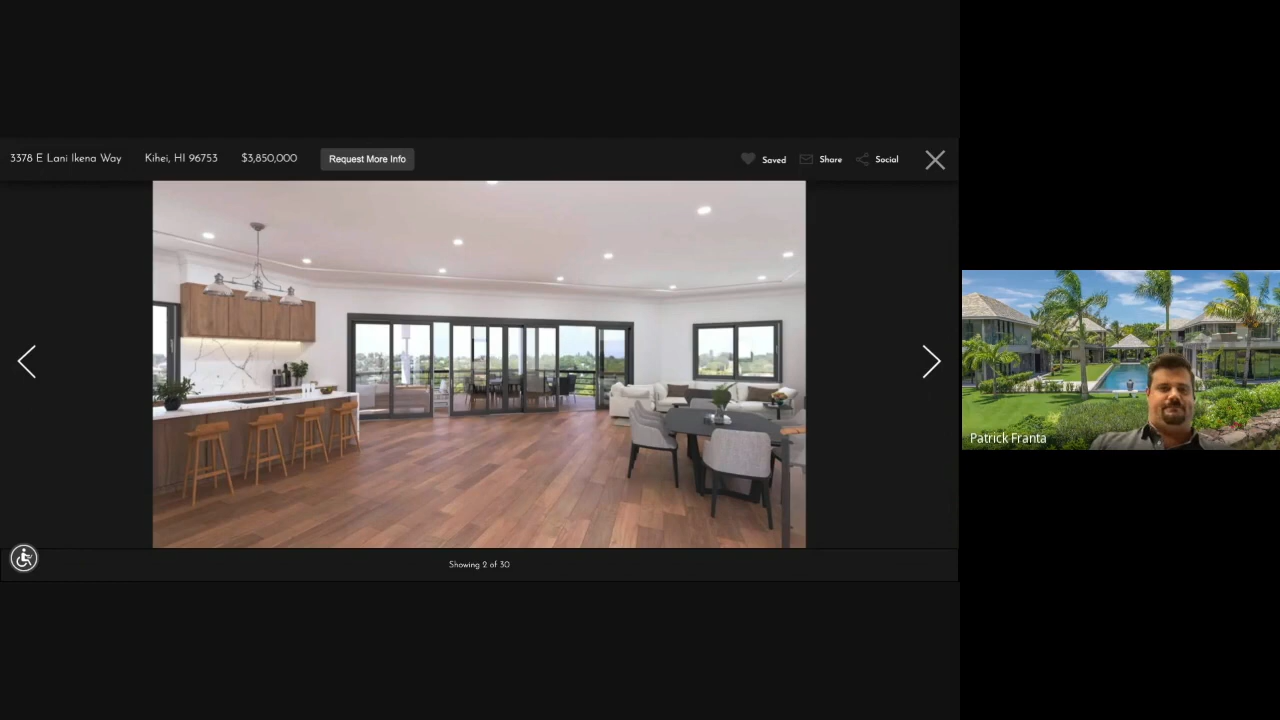 3378 E Lani Ikena Way Kihei, HI 96753 $3,850,000 Request More Info Saved Share Social
Patrick Franta
Showing 2 of 30